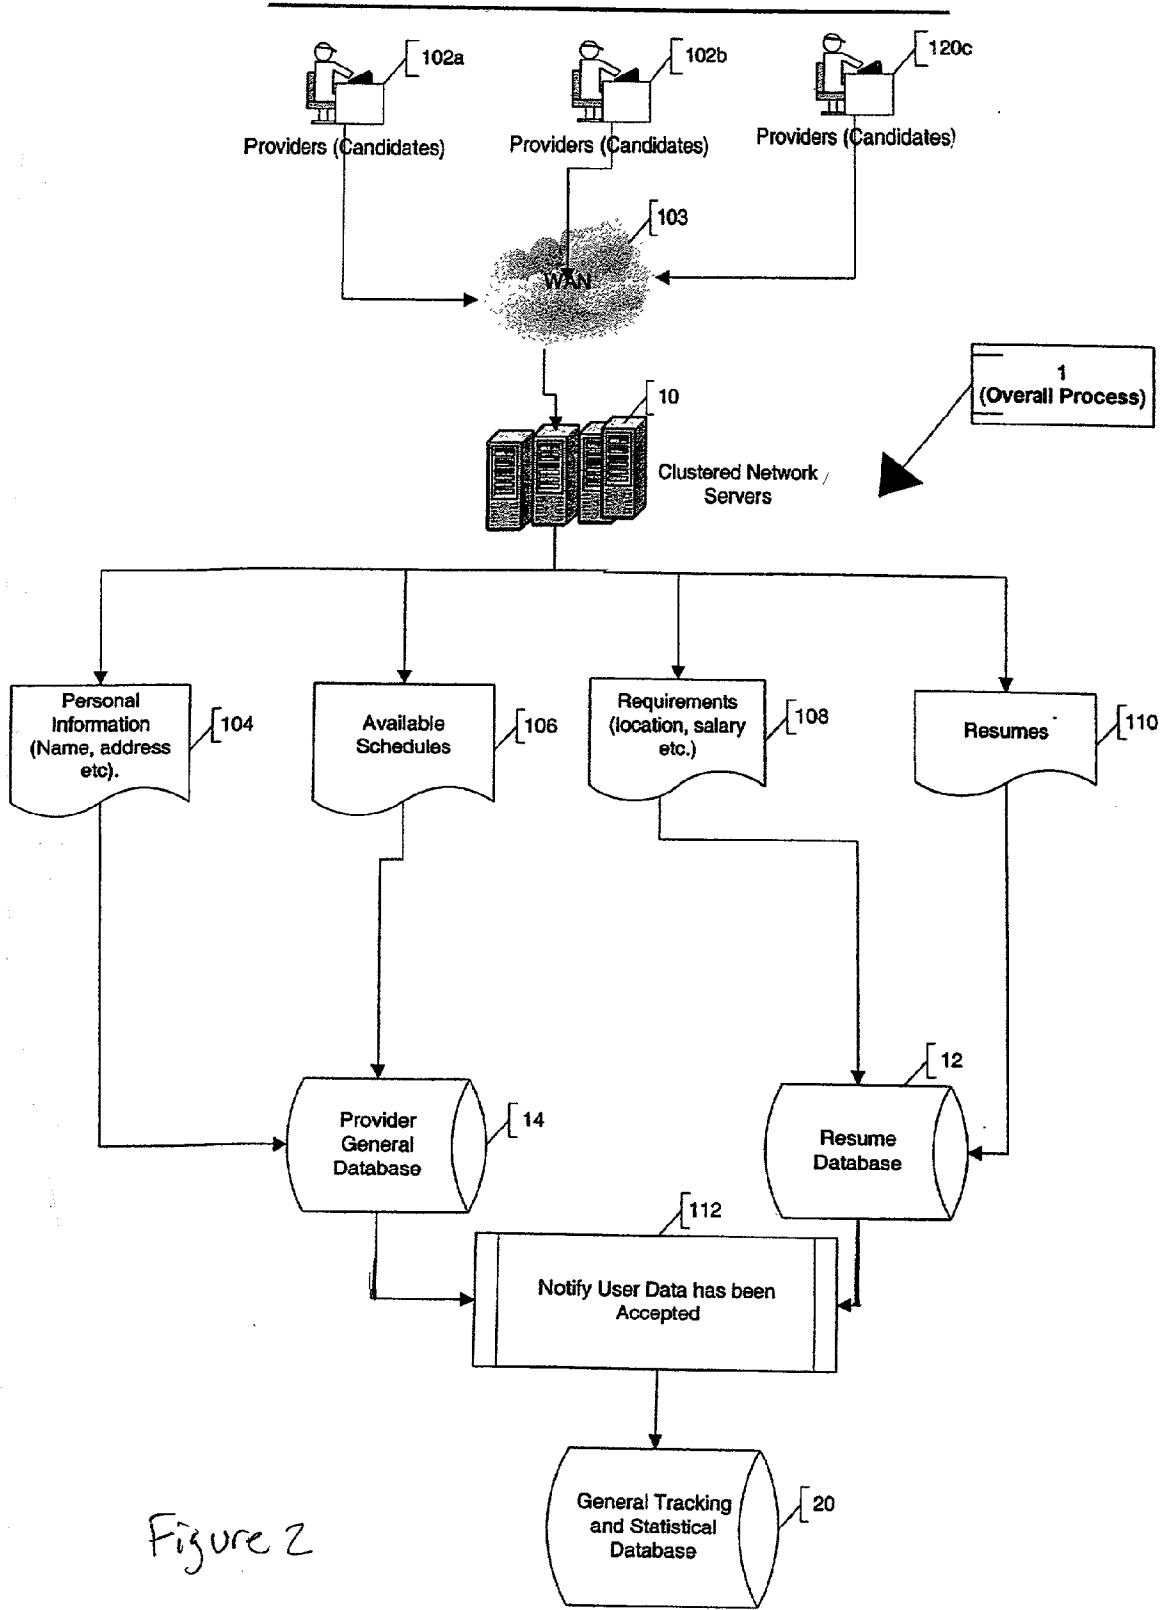 102a
102b
120c
Providers (Candidates)
Providers (Candidates)
Providers (Candidates)
103
WAN
1
(Overall Process)
10
Clustered Network
Servers
Personal
Information
(Name, address
etc).
104
Available
Schedules
106
Requirements
(location, salary
etc.)
108
Resumes
110
Provider
General
Database
14
12
Resume
Database
112
Notify User Data has been
Accepted
General Tracking
and Statistical
Database
20
Figure 2